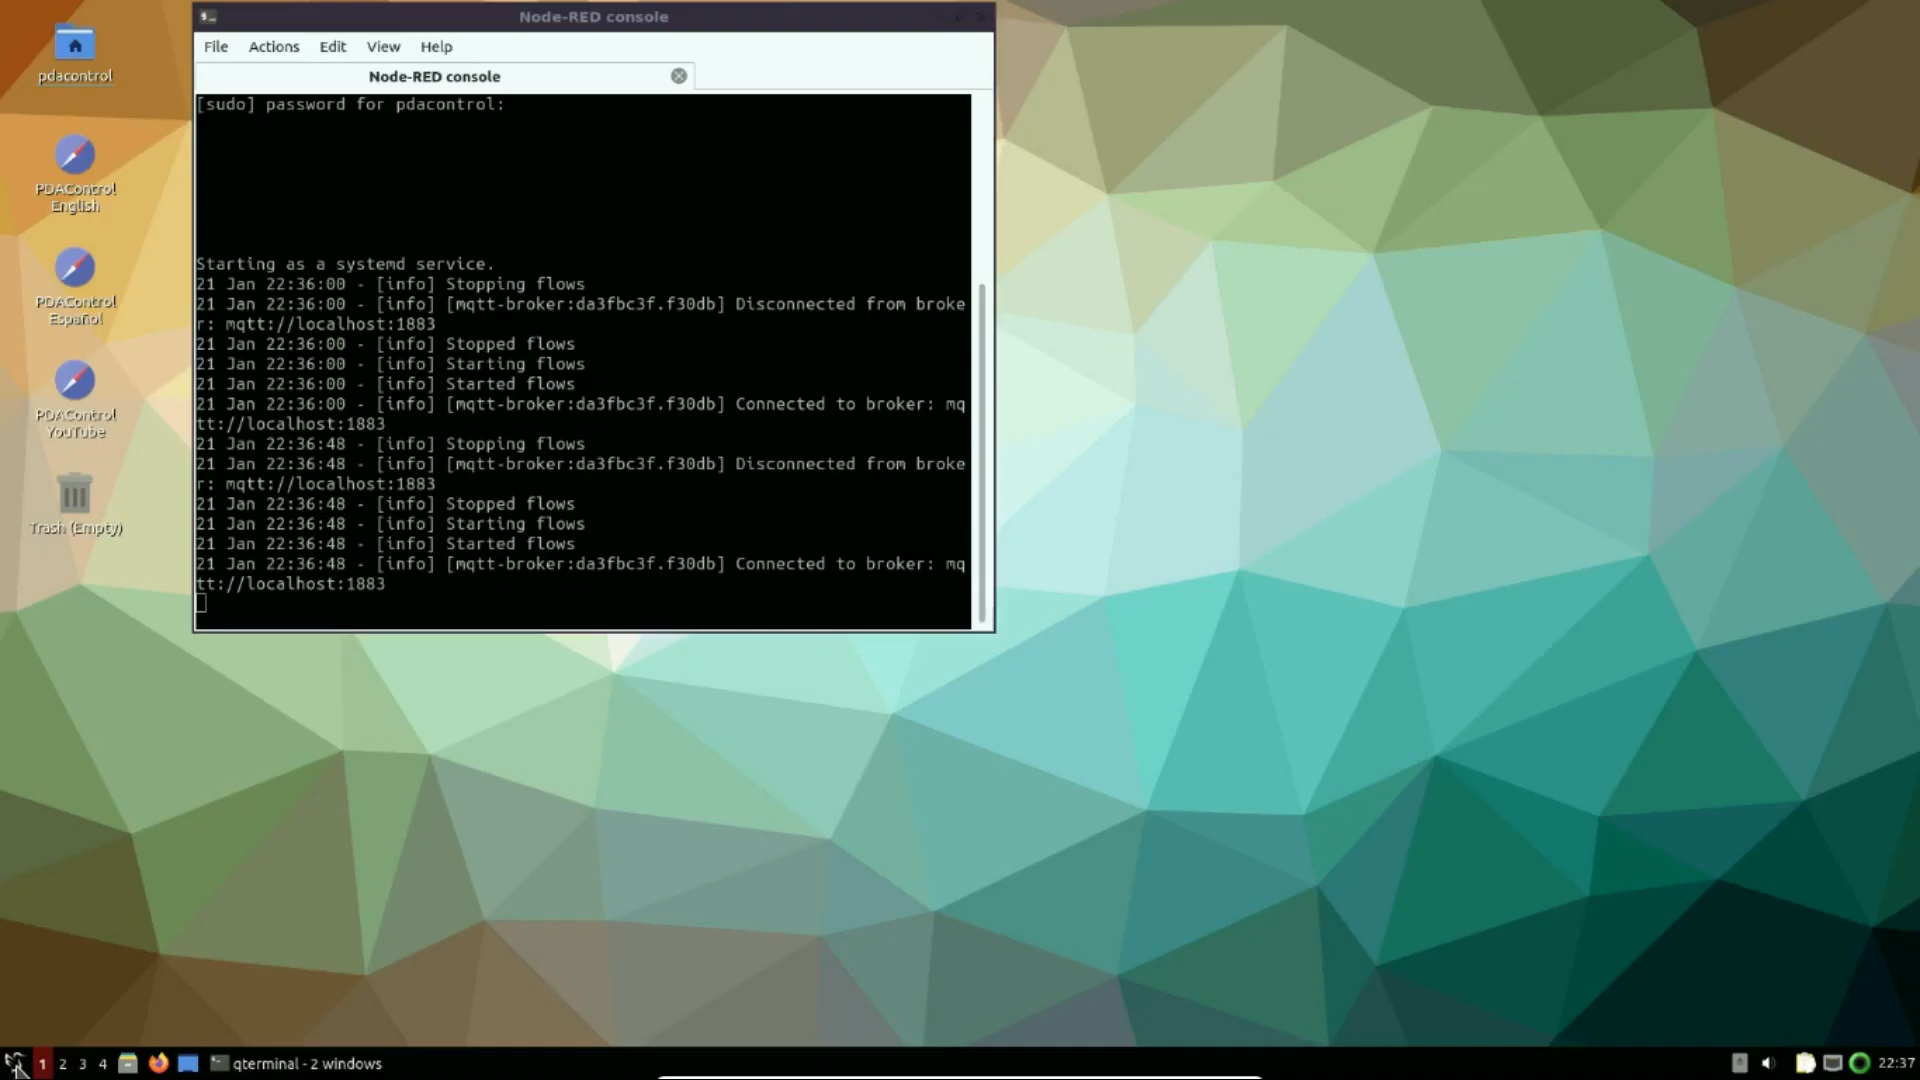 Node-RED console
File Actions Edit View Help
Node-RED console
[sudo] password for pdacontrol:
Starting as a systemd service.
21 Jan 22:36:00 - [info] Stopping flows
21 Jan 22:36:00 - [info] [mqtt-broker:da3fbc3f.f30db] Disconnected from broke
r: mqtt://localhost:1883
21 Jan 22:36:00 - [info] Stopped flows
21 Jan 22:36:00 - [info] Starting flows
21 Jan 22:36:00 - [info] Started flows
21 Jan 22:36:00 - [info] [mqtt-broker:da3fbc3f.f30db] Connected to broker: mq
tt://localhost:1883
21 Jan 22:36:48 - [info] Stopping flows
21 Jan 22:36:48 - [info] [mqtt-broker:da3fbc3f.f30db] Disconnected from broke
r: mqtt://localhost:1883
21 Jan 22:36:48 - [info] Stopped flows
21 Jan 22:36:48 - [info] Starting flows
21 Jan 22:36:48 - [info] Started flows
21 Jan 22:36:48 - [info] [mqtt-broker:da3fbc3f.f30db] Connected to broker: mq
tt://localhost:1883
pdacontrol
PDAControl
English
PDAControl
Español
PDAControl
YouTube
Trash (Empty)
1 2 3 4 qterminal - 2 windows 22:37